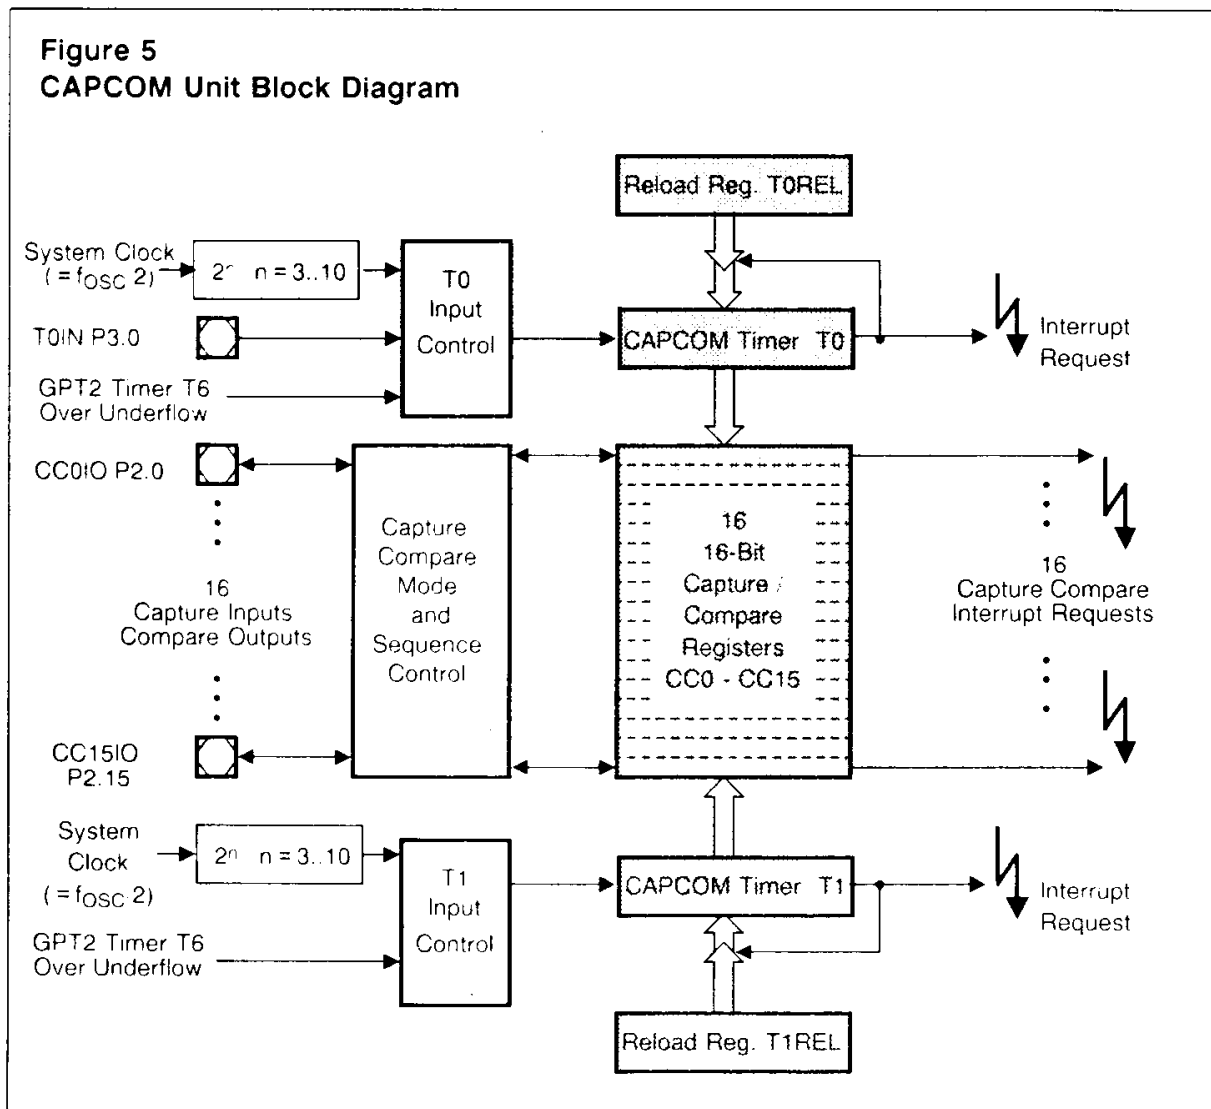 Figure 5
CAPCOM Unit Block Diagram
Reload Reg. T0REL
System Clock
(=fOSC 2)
2n n=3..10
T0
Input
Control
T0IN P3.0
CAPCOM Timer T0
Interrupt
Request
GPT2 Timer T6
Over Underflow
CC0IO P2.0
Capture
Compare
Mode
and
Sequence
Control
16
16-Bit
Capture /
Compare
Registers
CC0 - CC15
16
Capture Inputs
Compare Outputs
16
Capture Compare
Interrupt Requests
CC15IO
P2.15
System
Clock
(=fOSC 2)
2n n=3..10
T1
Input
Control
CAPCOM Timer T1
Interrupt
Request
GPT2 Timer T6
Over Underflow
Reload Reg. T1REL